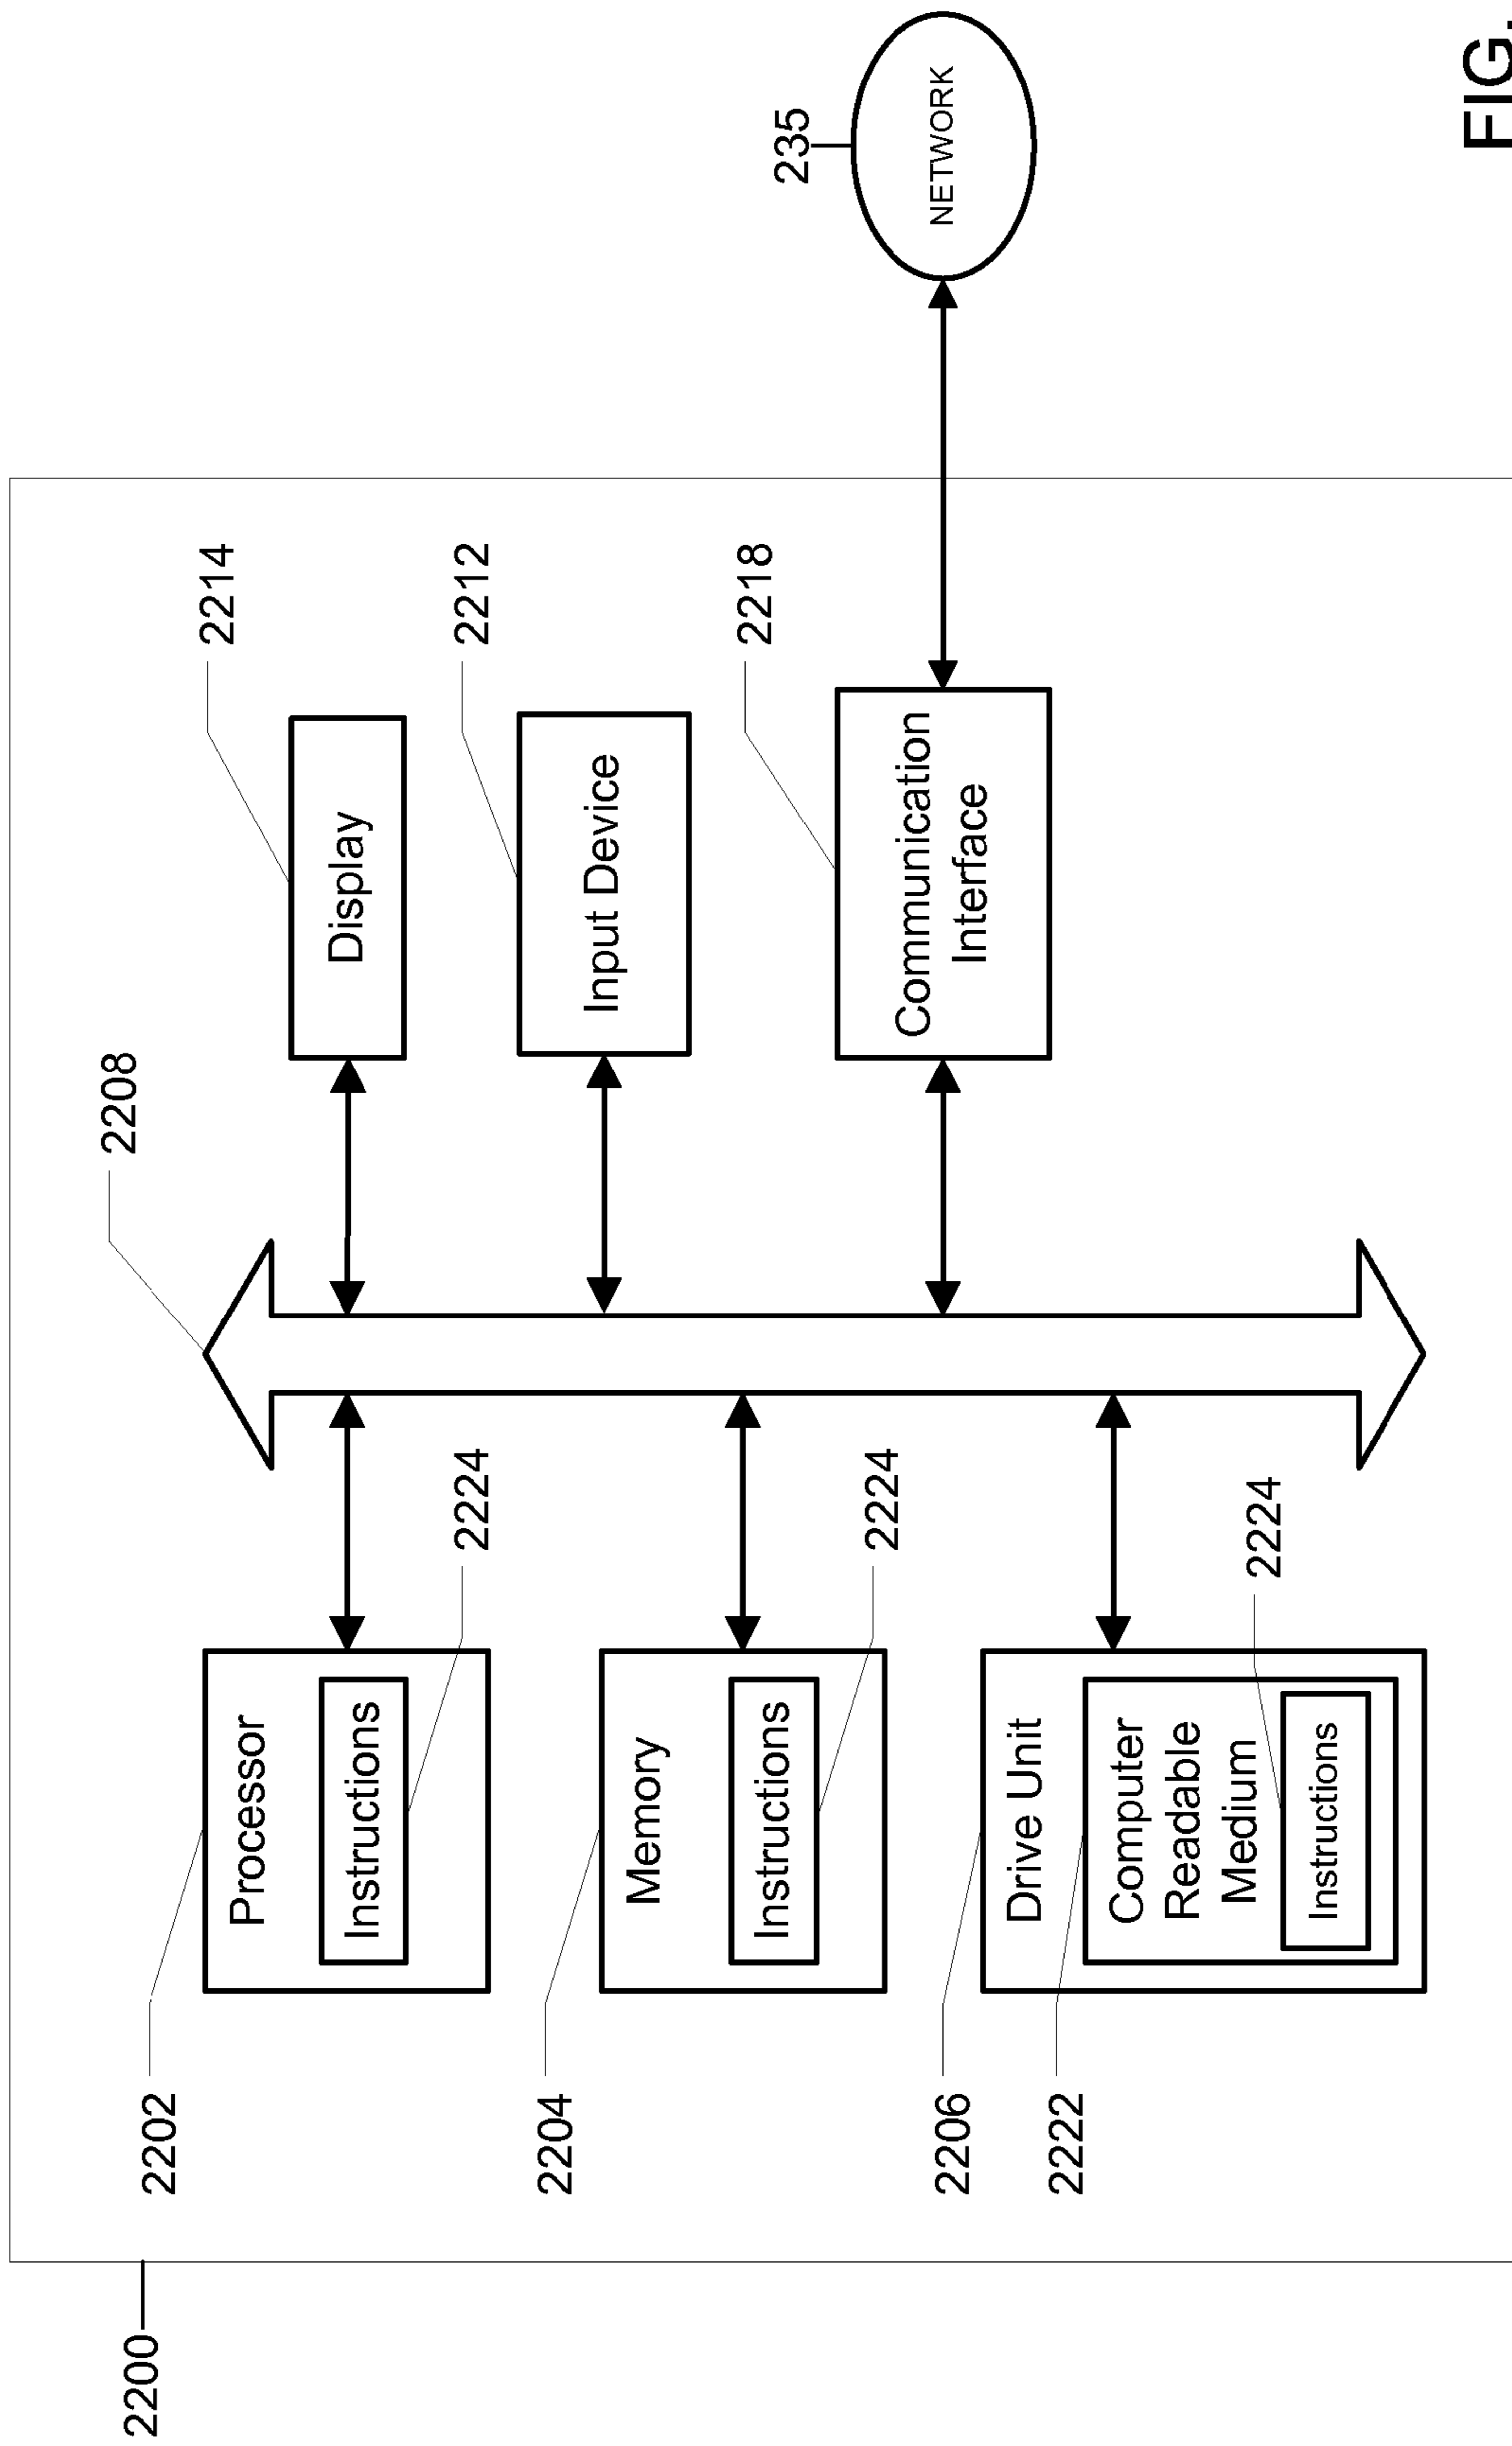 2200
2208
2202
Processor
Instructions
2224
Display
2214
Input Device
2212
2204
Memory
Instructions
2224
Communication
Interface
2218
235
NETWORK
2206
Drive Unit
2222
Computer
Readable
Medium
Instructions
2224
FIG.